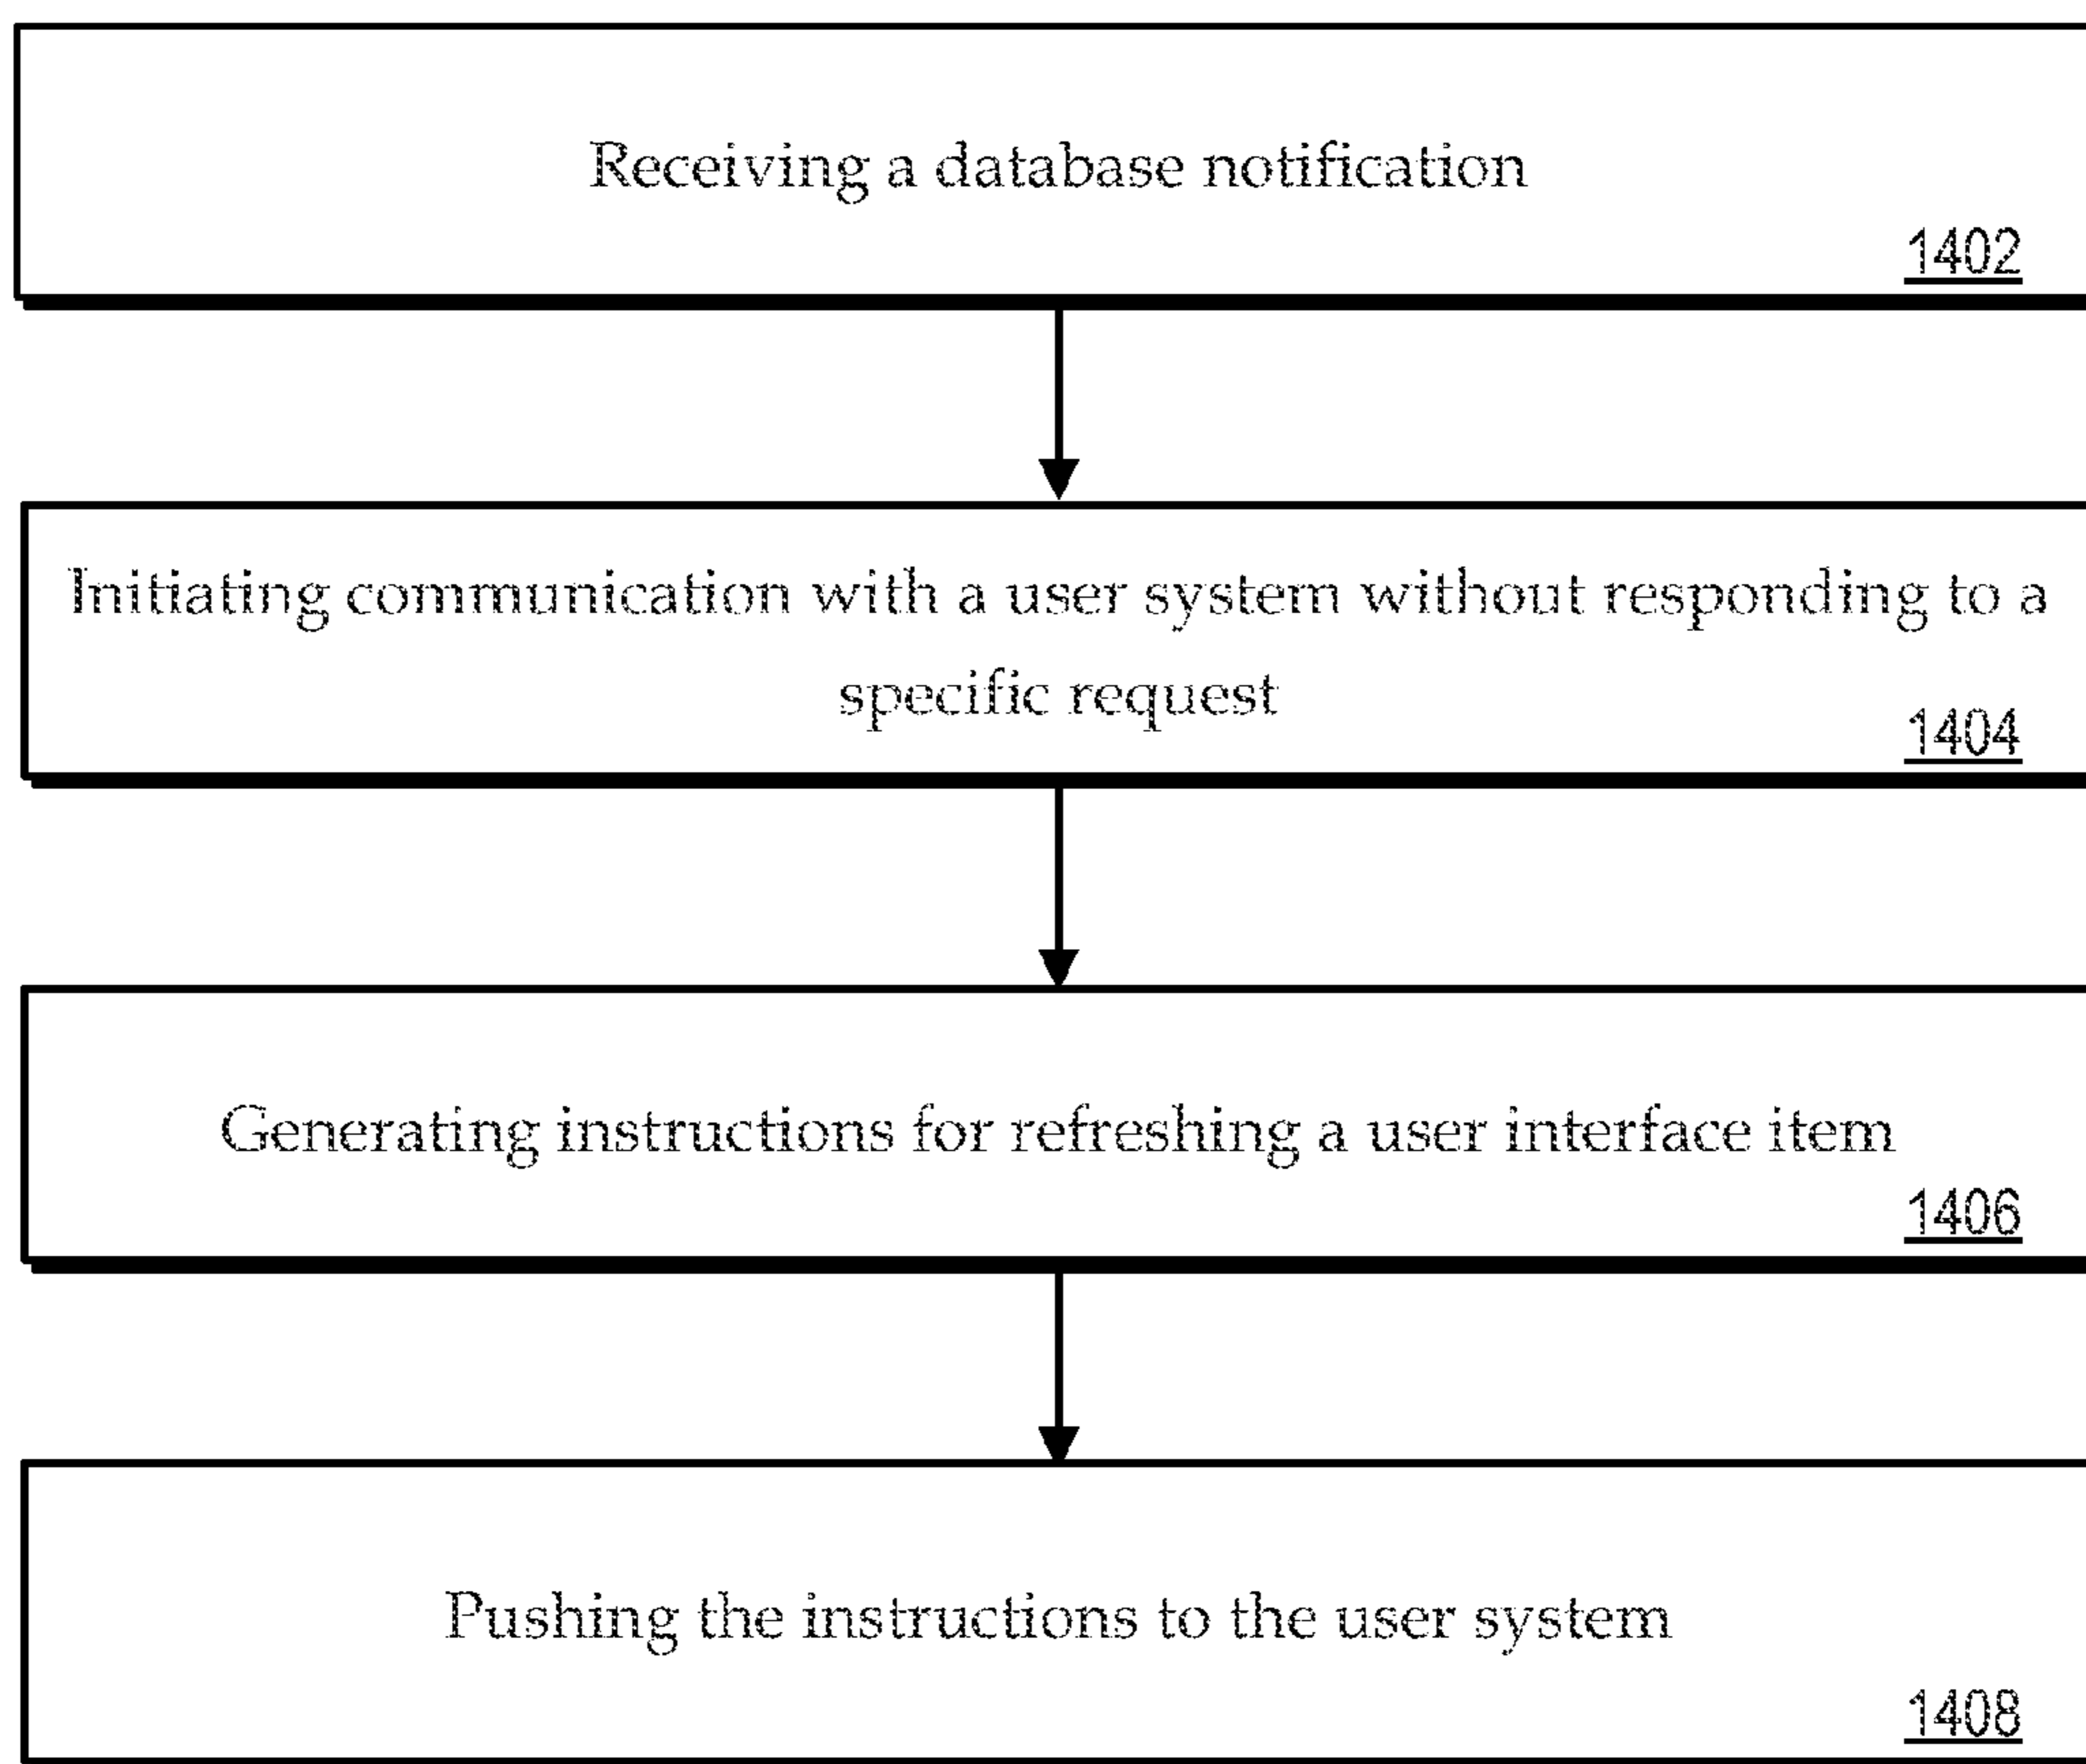 Receiving a database notification
1402
Initiating communication with a user system without responding to a
specific request
1404
Generating instructions for refreshing a user interface item
1406
Pushing the instructions to the user system
1408